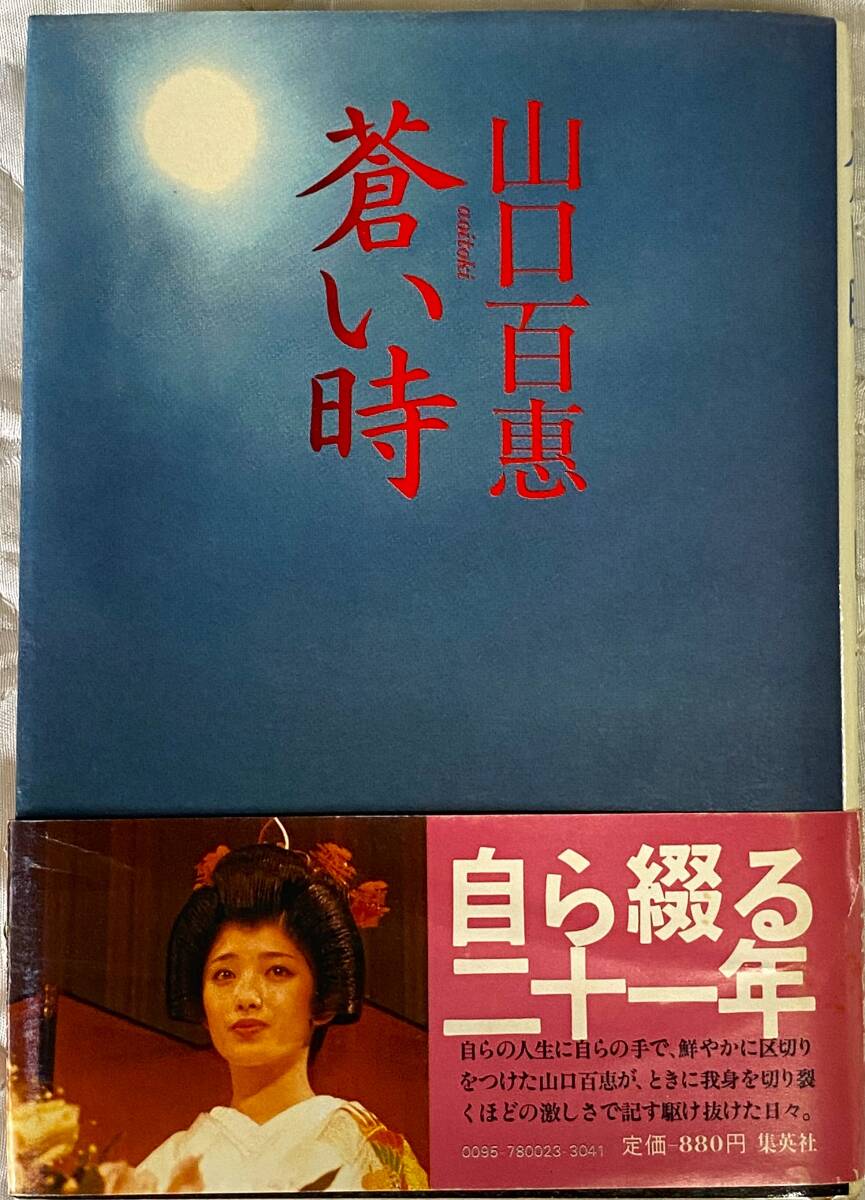 山口百惠
蒼い時
aoitoki
自ら綴る
二十一年
自らの人生に自らの手で、鮮やかに区切り
をつけた山口百恵が、ときに我身を切り裂
くほどの激しさで記す駆け抜けた日々。
0095-780023-3041 定価-880円 集英社